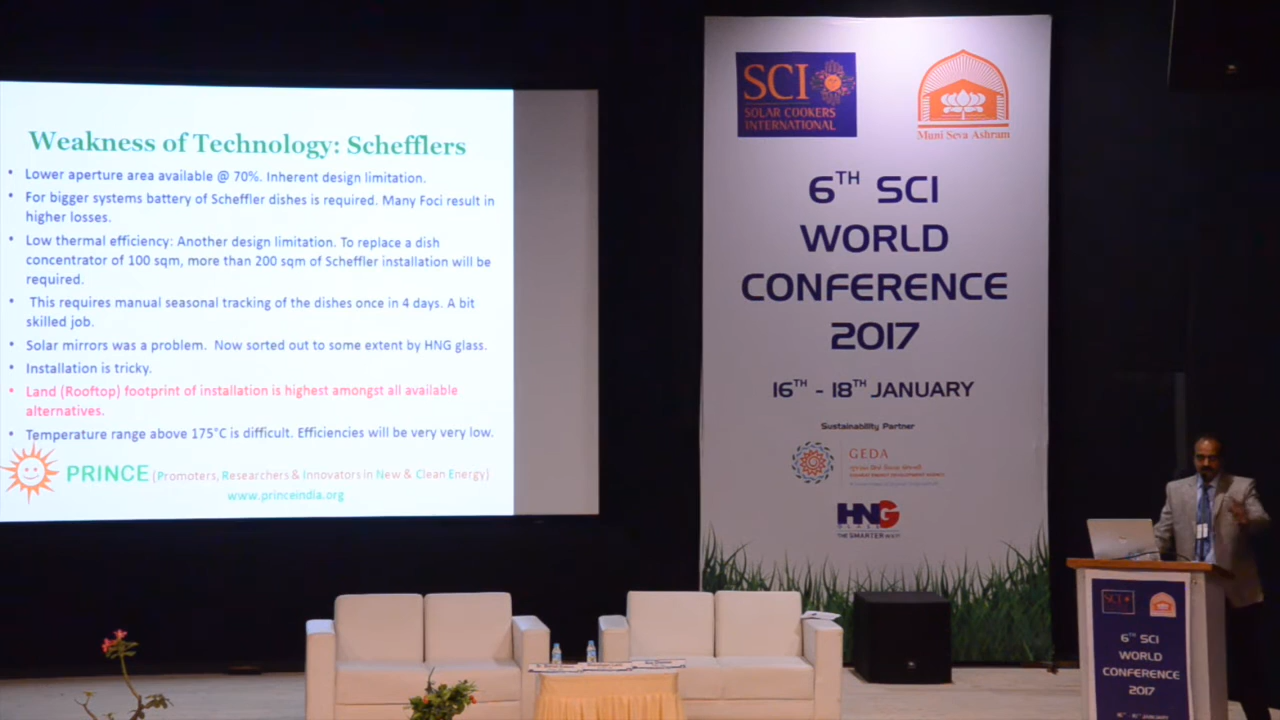 Weakness of Technology: Schefflers
• Lower aperture area available @ 70%. Inherent design limitation.
• For bigger systems battery of Scheffler dishes is required. Many Foci result in
higher losses.
• Low thermal efficiency: Another design limitation. To replace a dish
concentrator of 100 sqm, more than 200 sqm of Scheffler installation will be
required.
• This requires manual seasonal tracking of the dishes once in 4 days. A bit
skilled job.
• Solar mirrors was a problem. Now sorted out to some extent by HNG glass.
• Installation is tricky.
• Land (Rooftop) footprint of installation is highest amongst all available
alternatives.
• Temperature range above 175°C is difficult. Efficiencies will be very very low.
PRINCE (Promoters, Researchers & Innovators in New & Clean Energy)
www.princeindia.org
SCI
SOLAR COOKERS
INTERNATIONAL
Muni Seva Ashram
6TH SCI
WORLD
CONFERENCE
2017
16TH - 18TH JANUARY
Sustainability Partner
GEDA
HNG
GLASS
THE SMARTER
SCI
6TH SCI
WORLD
CONFERENCE
2017